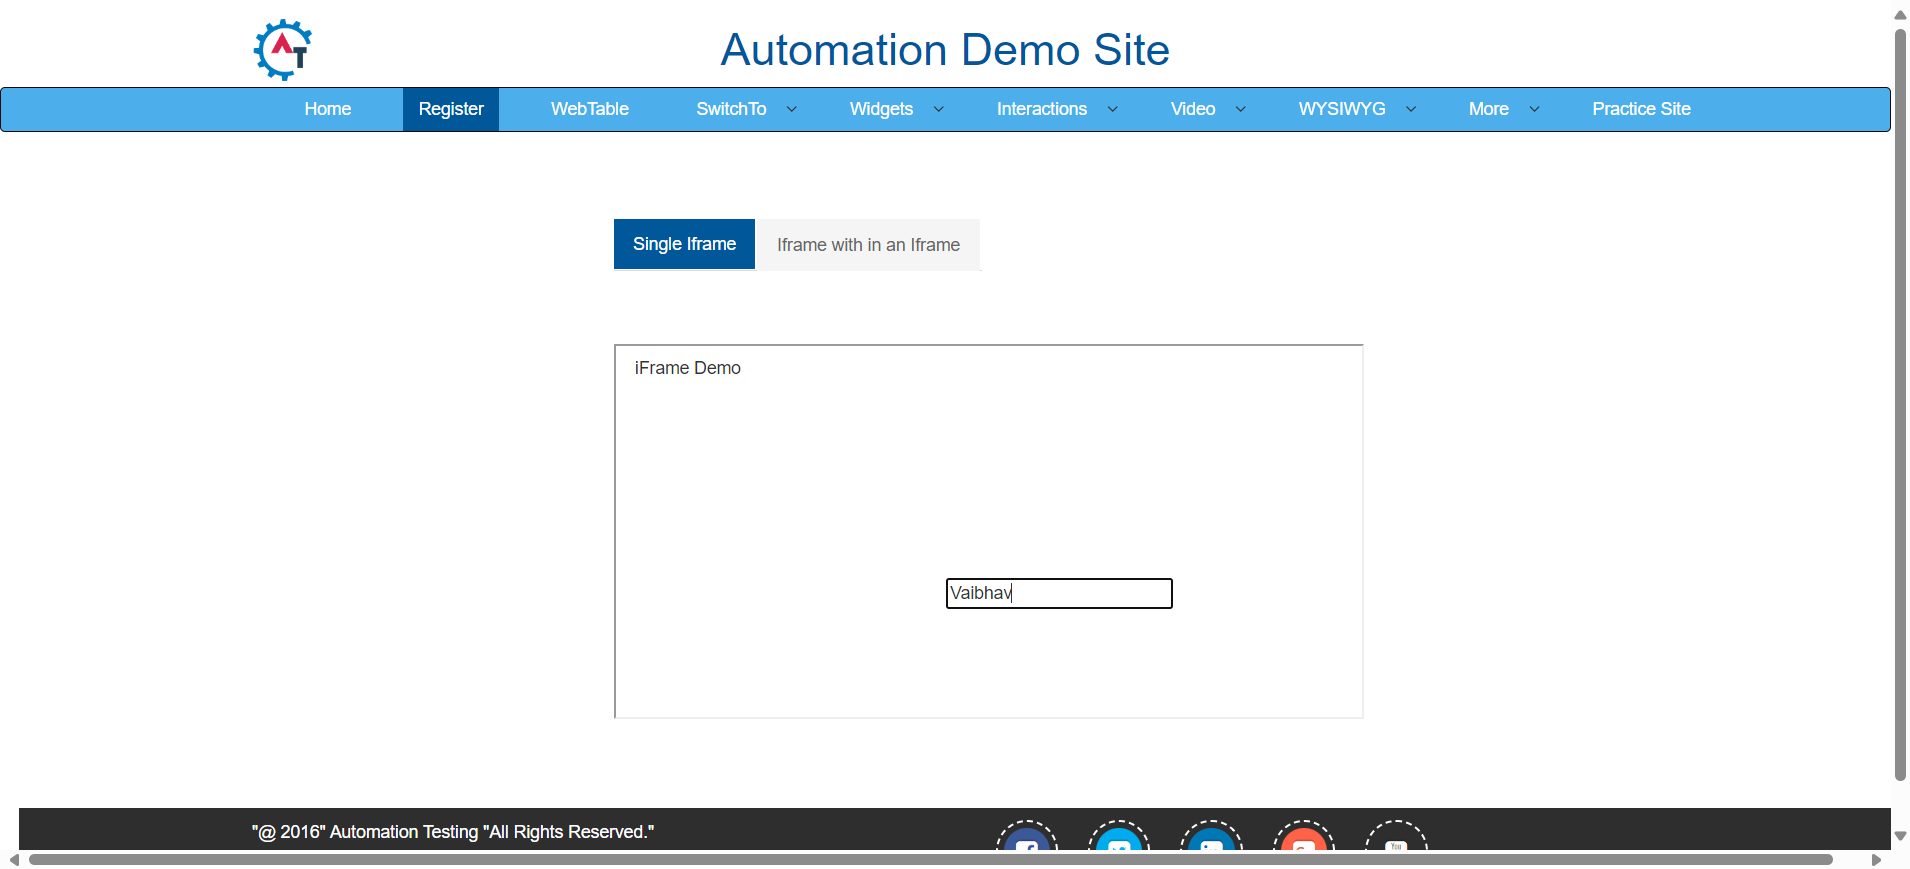 AT
Automation Demo Site
Home Register WebTable SwitchTo Widgets Interactions Video WYSIWYG More Practice Site
Single Iframe Iframe with in an Iframe
iFrame Demo
Vaibhav
"@ 2016" Automation Testing "All Rights Reserved."